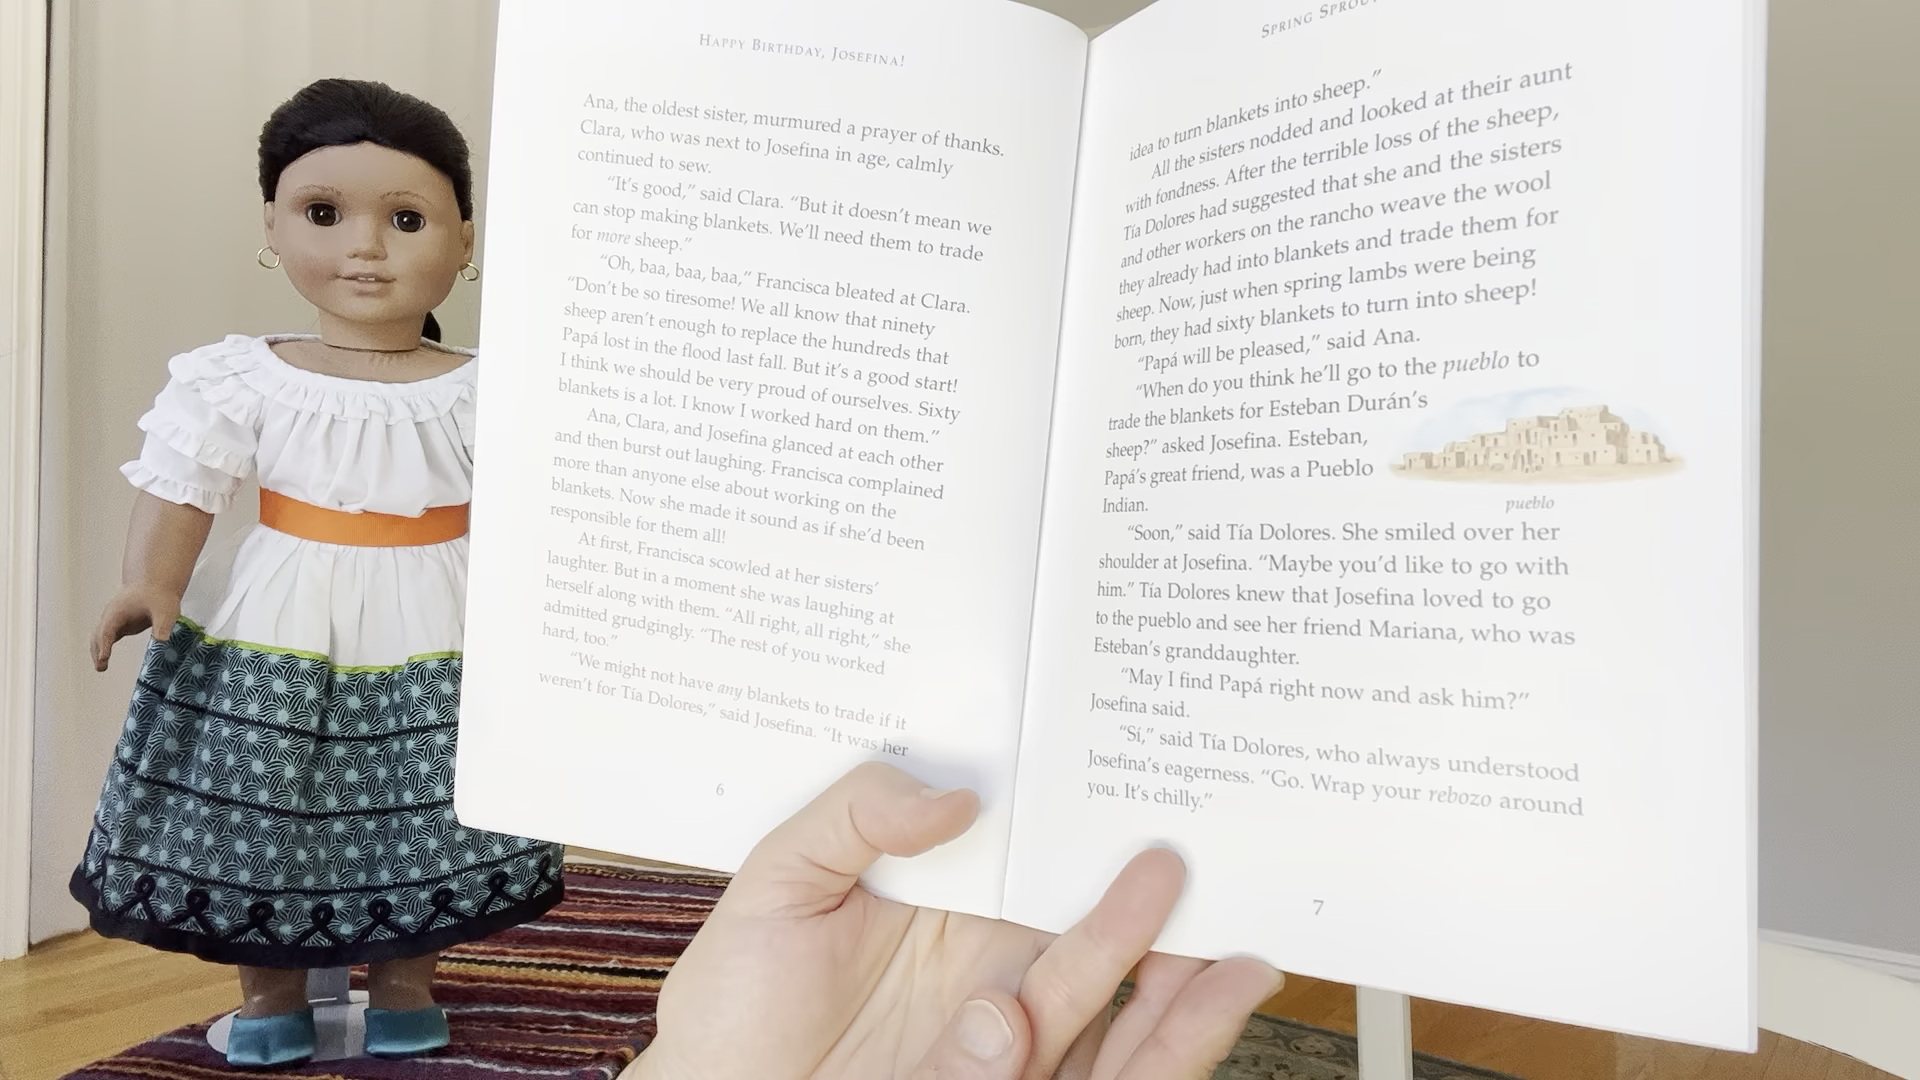 HAPPY BIRTHDAY, JOSEFINA!
Ana, the oldest sister, murmured a prayer of thanks.
Clara, who was next to Josefina in age, calmly
continued to sew.
“It's good,” said Clara. “But it doesn't mean we
can stop making blankets. We'll need them to trade
for more sheep.”
“Oh, baa, baa, baa,” Francisca bleated at Clara.
“Don't be so tiresome! We all know that ninety
sheep aren't enough to replace the hundreds that
Papá lost in the flood last fall. But it's a good start!
I think we should be very proud of ourselves. Sixty
blankets is a lot. I know I worked hard on them.”
Ana, Clara, and Josefina glanced at each other
and then burst out laughing. Francisca complained
more than anyone else about working on the
blankets. Now she made it sound as if she'd been
responsible for them all!
At first, Francisca scowled at her sisters'
laughter. But in a moment she was laughing at
herself along with them. “All right, all right,” she
admitted grudgingly. “The rest of you worked
hard, too.”
“We might not have any blankets to trade if it
weren't for Tía Dolores,” said Josefina. “It was her
6
SPRING SPROU
idea to turn blankets into sheep.”
All the sisters nodded and looked at their aunt
with fondness. After the terrible loss of the sheep,
Tía Dolores had suggested that she and the sisters
and other workers on the rancho weave the wool
they already had into blankets and trade them for
sheep. Now, just when spring lambs were being
born, they had sixty blankets to turn into sheep!
“Papá will be pleased,” said Ana.
“When do you think he'll go to the pueblo to
trade the blankets for Esteban Durán's
sheep?” asked Josefina. Esteban,
Papá's great friend, was a Pueblo
Indian.
pueblo
“Soon,” said Tía Dolores. She smiled over her
shoulder at Josefina. “Maybe you'd like to go with
him.” Tía Dolores knew that Josefina loved to go
to the pueblo and see her friend Mariana, who was
Esteban's granddaughter.
“May I find Papá right now and ask him?”
Josefina said.
“Sí,” said Tía Dolores, who always understood
Josefina's eagerness. “Go. Wrap your rebozo around
you. It's chilly.”
7